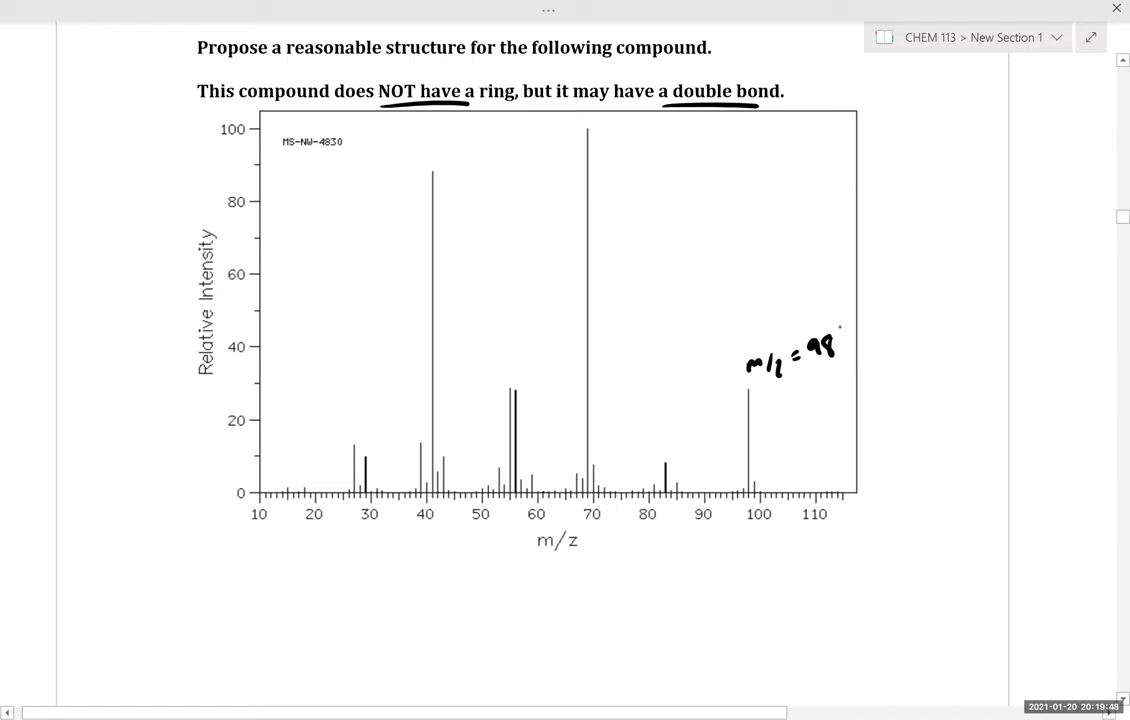 ...
CHEM 113 > New Section 1
Propose a reasonable structure for the following compound.
This compound does NOT have a ring, but it may have a double bond.
MS-NW-4830
100
80
60
40
20
0
Relative Intensity
m/z = 98
10 20 30 40 50 60 70 80 90 100 110
m/z
2021-01-20 20:19:48